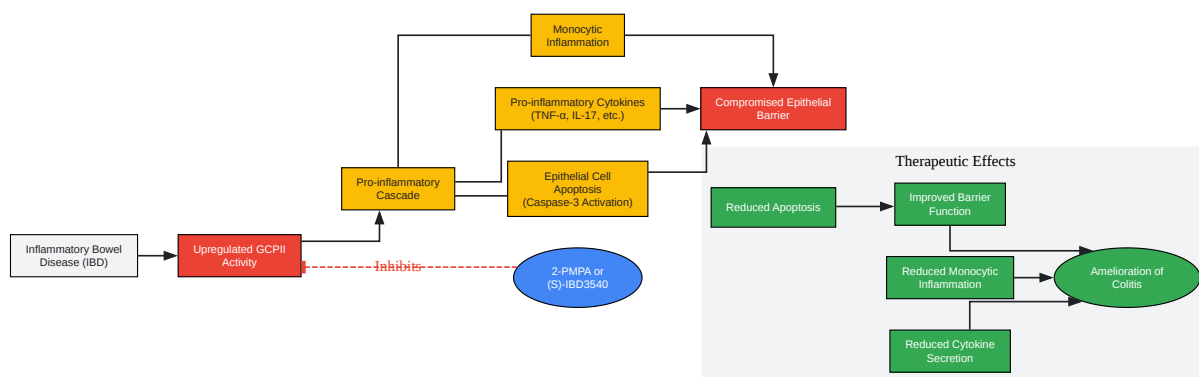 Monocytic
Inflammation
Pro-inflammatory Cytokines
(TNF-α, IL-17, etc.)
Compromised Epithelial
Barrier
Therapeutic Effects
Pro-inflammatory
Cascade
Epithelial Cell
Apoptosis
(Caspase-3 Activation)
Reduced Apoptosis
Improved Barrier
Function
Inflammatory Bowel
Disease (IBD)
Upregulated GCPII
Activity
Inhibits
2-PMPA or
(S)-IBD3540
Reduced Monocytic
Inflammation
Amelioration of
Colitis
Reduced Cytokine
Secretion